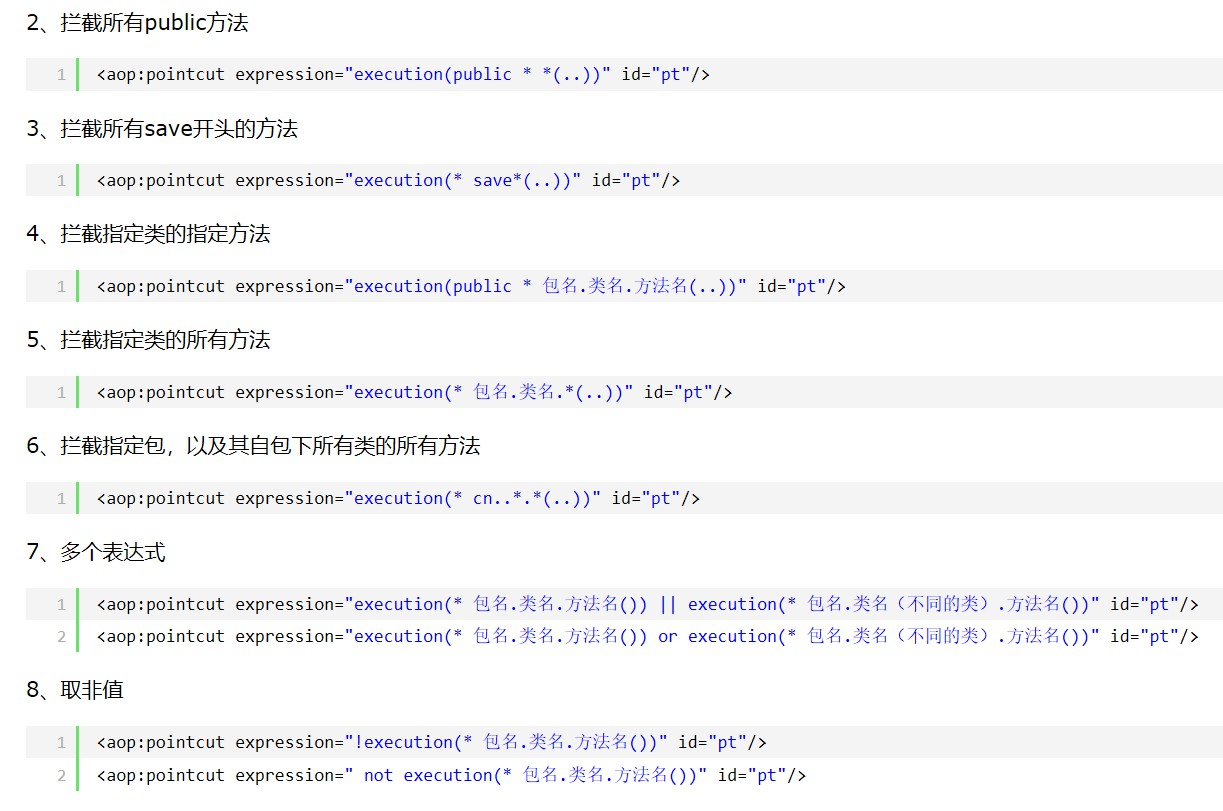 2、拦截所有public方法
1 <aop:pointcut expression="execution(public * *(..))" id="pt"/>
3、拦截所有save开头的方法
1 <aop:pointcut expression="execution(* save*(..))" id="pt"/>
4、拦截指定类的指定方法
1 <aop:pointcut expression="execution(public * 包名.类名.方法名(..))" id="pt"/>
5、拦截指定类的所有方法
1 <aop:pointcut expression="execution(* 包名.类名.*(..))" id="pt"/>
6、拦截指定包，以及其自包下所有类的所有方法
1 <aop:pointcut expression="execution(* cn..*.*(..))" id="pt"/>
7、多个表达式
1 <aop:pointcut expression="execution(* 包名.类名.方法名()) || execution(* 包名.类名（不同的类）.方法名())" id="pt"/>
2 <aop:pointcut expression="execution(* 包名.类名.方法名()) or execution(* 包名.类名（不同的类）.方法名())" id="pt"/>
8、取非值
1 <aop:pointcut expression="!execution(* 包名.类名.方法名())" id="pt"/>
2 <aop:pointcut expression=" not execution(* 包名.类名.方法名())" id="pt"/>